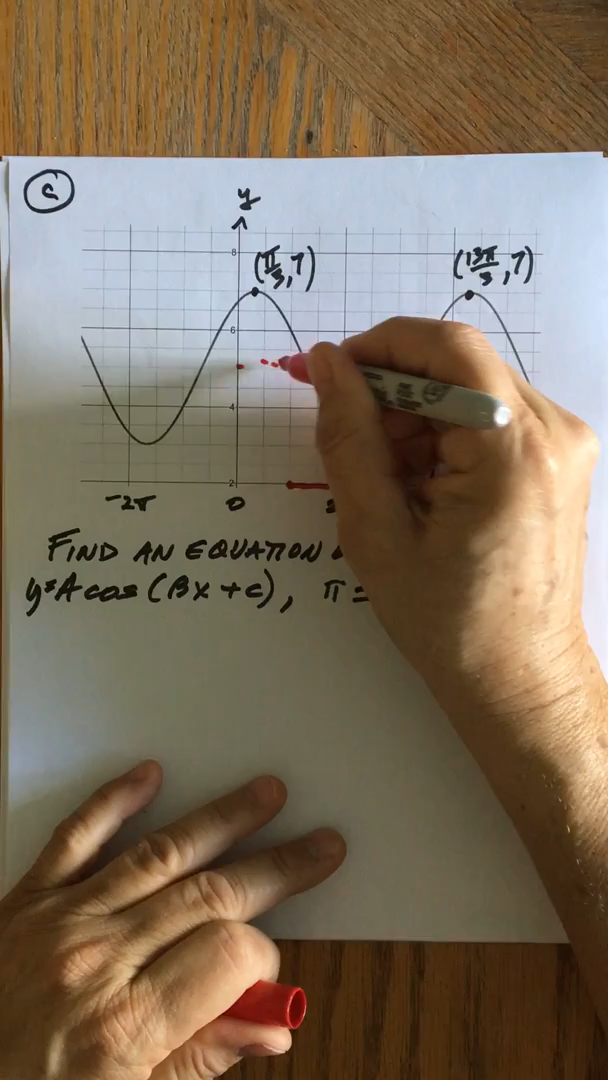 a
y
8
(π/3, 7)
(13π/3, 7)
6
4
2
-2π
0
FIND AN EQUATION
y=A cos (Bx+c), π=